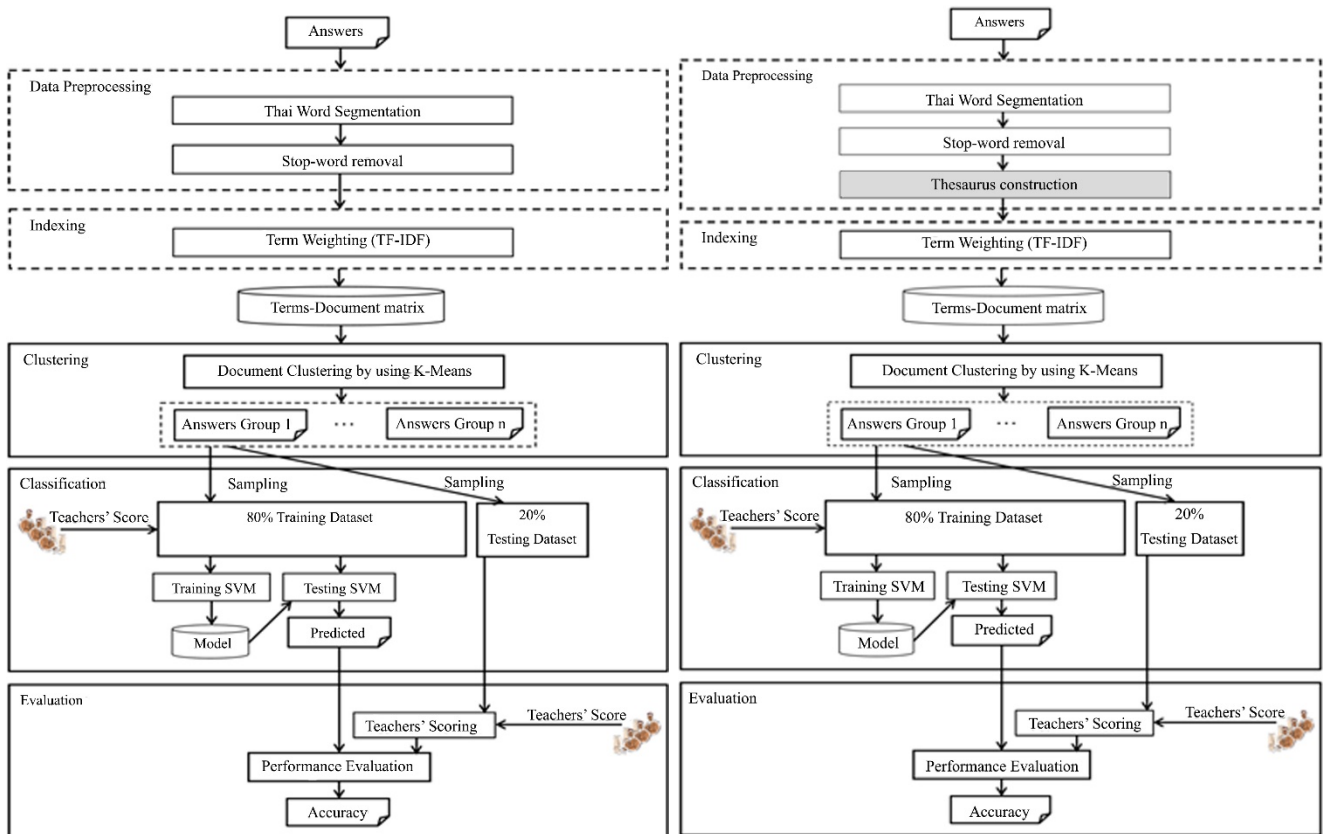 Answers
Data Preprocessing
Thai Word Segmentation
Stop-word removal
Indexing
Term Weighting (TF-IDF)
Terms-Document matrix
Clustering
Document Clustering by using K-Means
Answers Group 1
...
Answers Group n
Classification
Sampling
Sampling
Teachers' Score
80% Training Dataset
20%
Testing Dataset
Training SVM
Testing SVM
Model
Predicted
Evaluation
Teachers' Scoring
Teachers' Score
Performance Evaluation
Accuracy
Answers
Data Preprocessing
Thai Word Segmentation
Stop-word removal
Thesaurus construction
Indexing
Term Weighting (TF-IDF)
Terms-Document matrix
Clustering
Document Clustering by using K-Means
Answers Group 1
...
Answers Group n
Classification
Sampling
Sampling
Teachers' Score
80% Training Dataset
20%
Testing Dataset
Training SVM
Testing SVM
Model
Predicted
Evaluation
Teachers' Scoring
Teachers' Score
Performance Evaluation
Accuracy